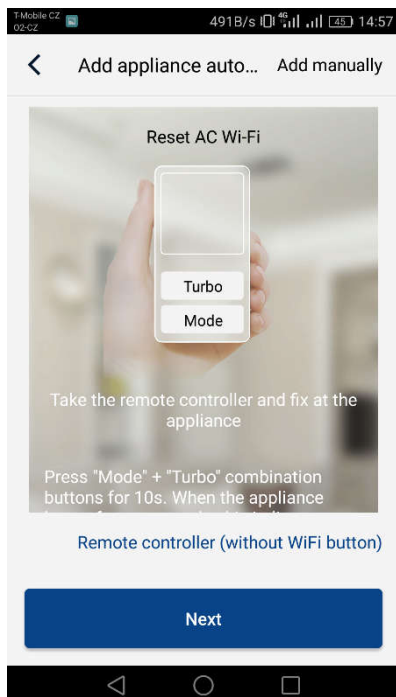 T-Mobile CZ
O2-CZ
491B/s 4G 45 14:57
Add appliance auto... Add manually
Reset AC Wi-Fi
Turbo
Mode
Take the remote controller and fix at the
appliance
Press "Mode" + "Turbo" combination
buttons for 10s. When the appliance
Remote controller (without WiFi button)
Next